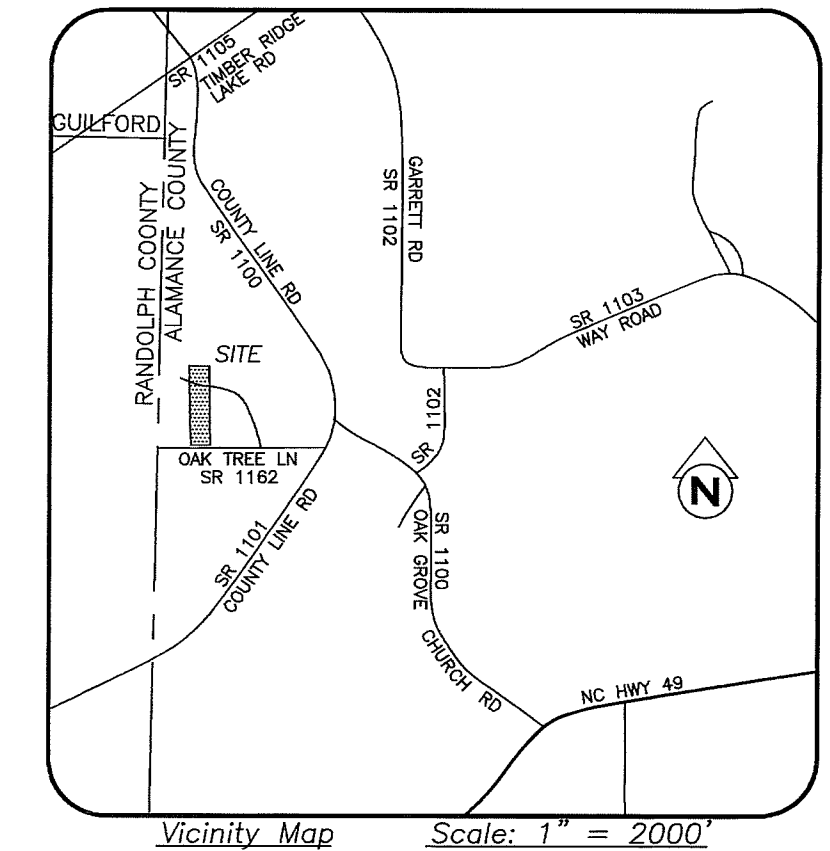 SR 1105
TIMBER RIDGE
LAKE RD
GUILFORD
RANDOLPH COONTY
ALAMANCE COUNTY
COUNTY LINE RD
SR 1100
GARRETT RD
SR 1102
SR 1103
WAY ROAD
SITE
SR 1102
OAK TREE LN
SR 1162
N
SR 1101
COUNTY LINE RD
SR 1100
OAK GROVE CHURCH RD
NC HWY 49
Vicinity Map Scale: 1" = 2000'